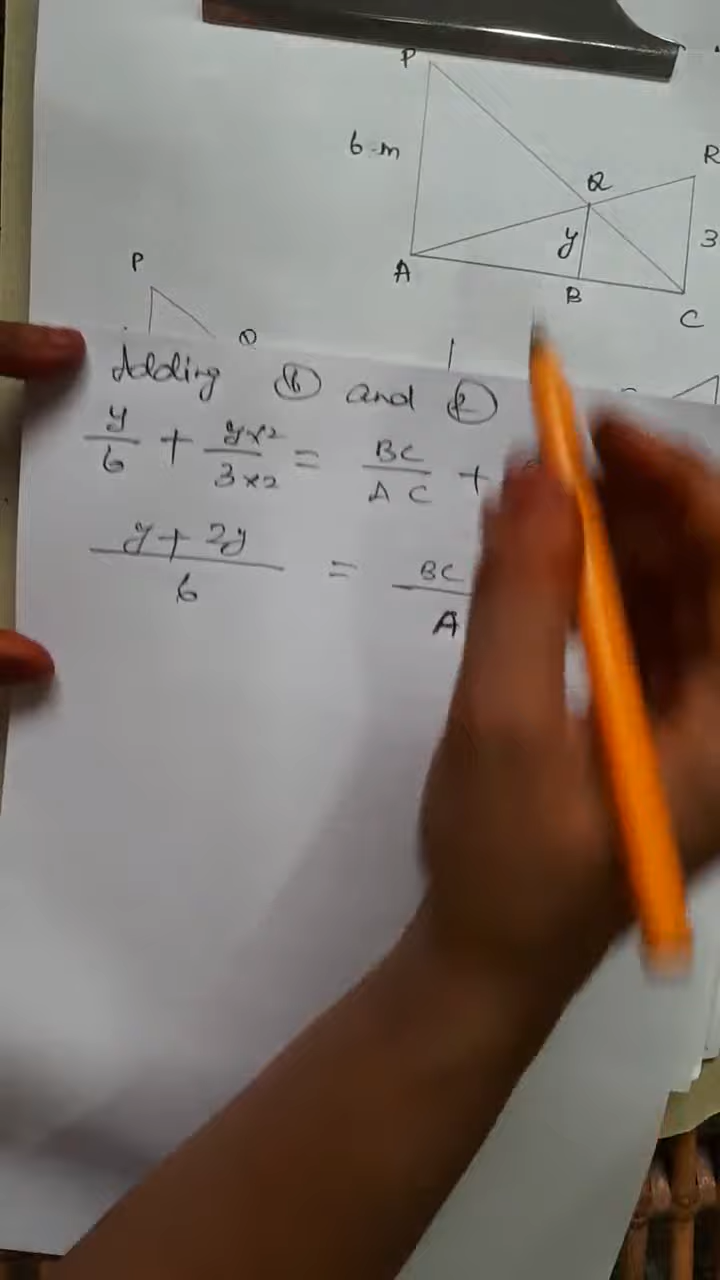 P
6 m
R
Q
y
3
A
B
C
P
Q
Adding ① and ②
y/6 + y×2/3×2 = BC/AC +
y + 2y/6 = BC/A